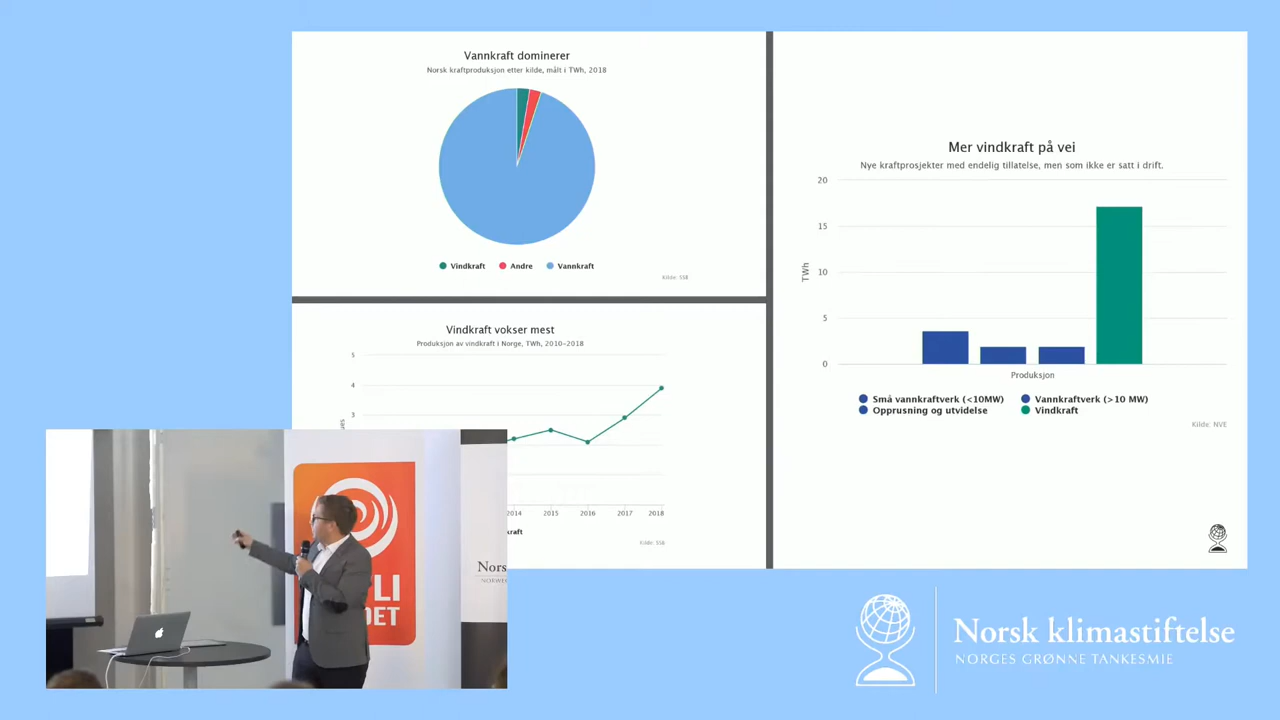 Vannkraft dominerer
Norsk kraftproduksjon etter kilde, målt i TWh, 2018
Vindkraft Andre Vannkraft
Kilde: SSB
Vindkraft vokser mest
Produksjon av vindkraft i Norge, TWh, 2010-2018
5
4
3
2014 2015 2016 2017 2018
kraft
Kilde: SSB
Mer vindkraft på vei
Nye kraftprosjekter med endelig tillatelse, men som ikke er satt i drift.
20
15
10
5
0
TWh
Produksjon
Små vannkraftverk (<10MW) Vannkraftverk (>10 MW)
Opprusning og utvidelse Vindkraft
Kilde: NVE
LI
DET
Nors
NORWE
Norsk klimastiftelse
NORGES GRØNNE TANKESMIE